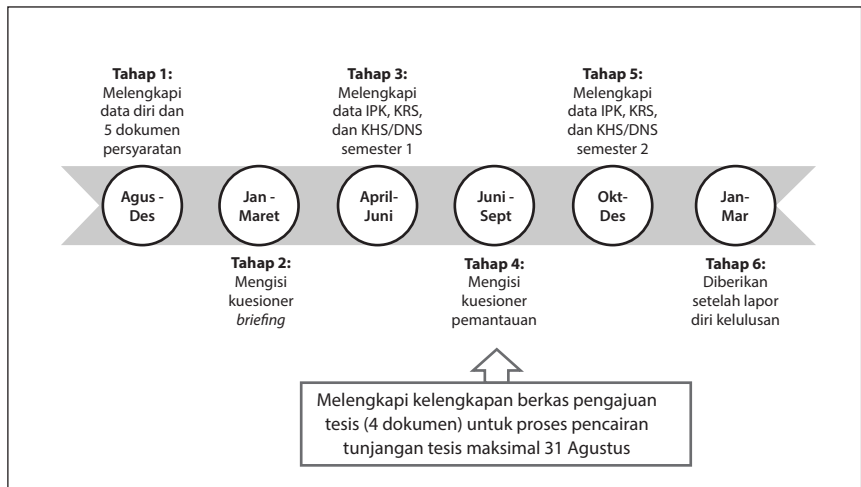 Tahap 1:
Melengkapi
data diri dan
5 dokumen
persyaratan
Agus -
Des
Jan -
Maret
Tahap 2:
Mengisi
kuesioner
briefing
Tahap 3:
Melengkapi
data IPK, KRS,
dan KHS/DNS
semester 1
April-
Juni
Juni -
Sept
Tahap 4:
Mengisi
kuesioner
pemantauan
Tahap 5:
Melengkapi
data IPK, KRS,
dan KHS/DNS
semester 2
Okt-
Des
Jan-
Mar
Tahap 6:
Diberikan
setelah lapor
diri kelulusan
Melengkapi kelengkapan berkas pengajuan
tesis (4 dokumen) untuk proses pencairan
tunjangan tesis maksimal 31 Agustus